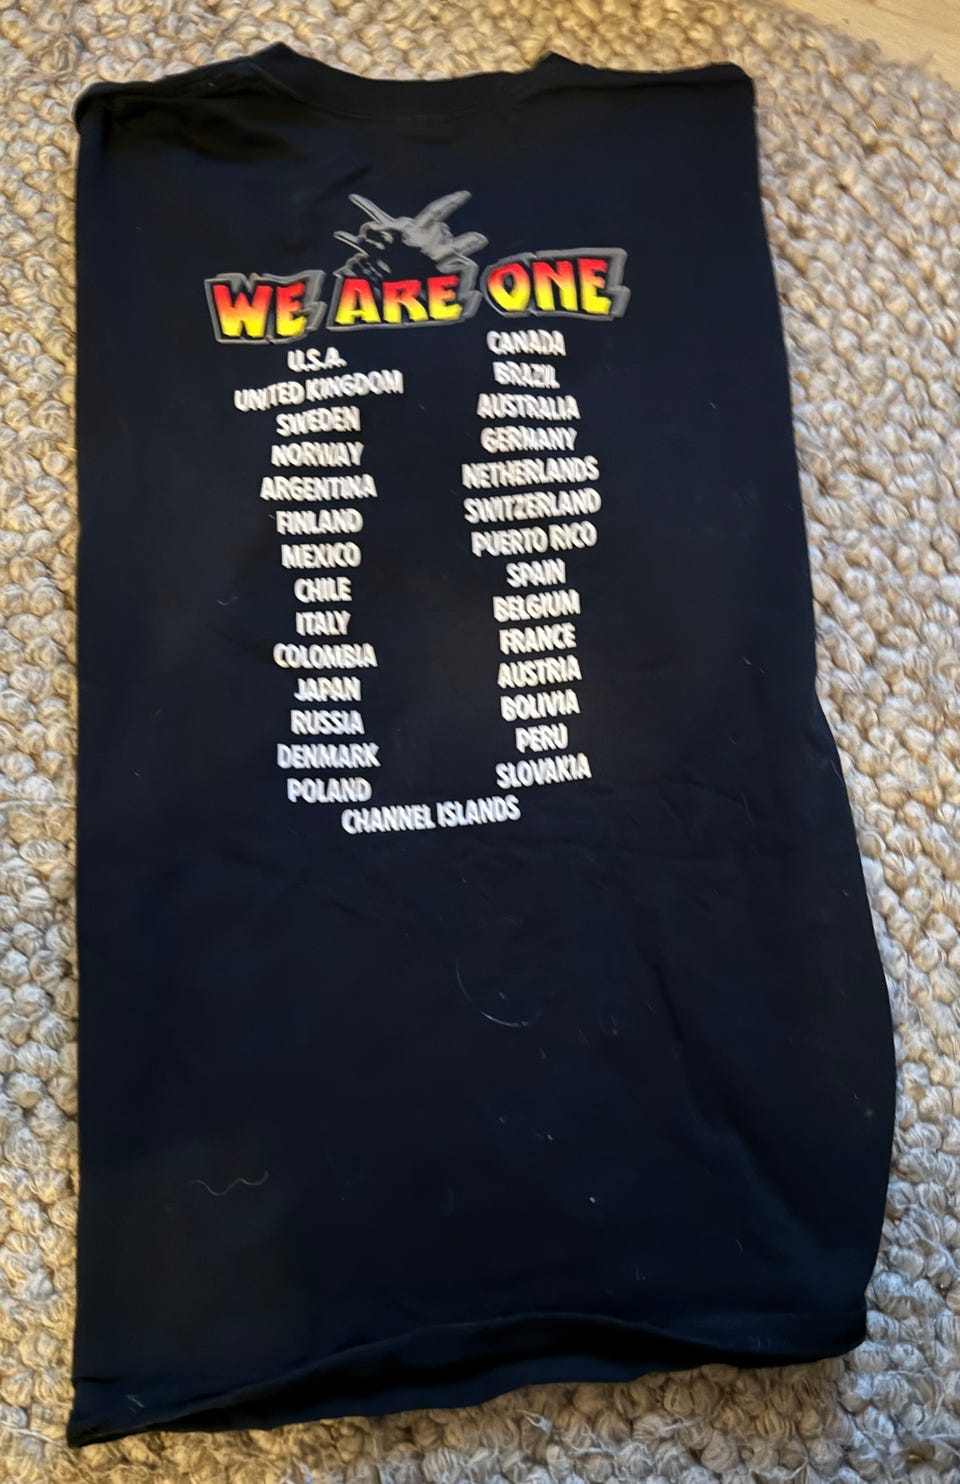 WE ARE ONE
U.S.A.
UNITED KINGDOM
SWEDEN
NORWAY
ARGENTINA
FINLAND
MEXICO
CHILE
ITALY
COLOMBIA
JAPAN
RUSSIA
DENMARK
POLAND
CANADA
BRAZIL
AUSTRALIA
GERMANY
NETHERLANDS
SWITZERLAND
PUERTO RICO
SPAIN
BELGIUM
FRANCE
AUSTRIA
BOLIVIA
PERU
SLOVAKIA
CHANNEL ISLANDS